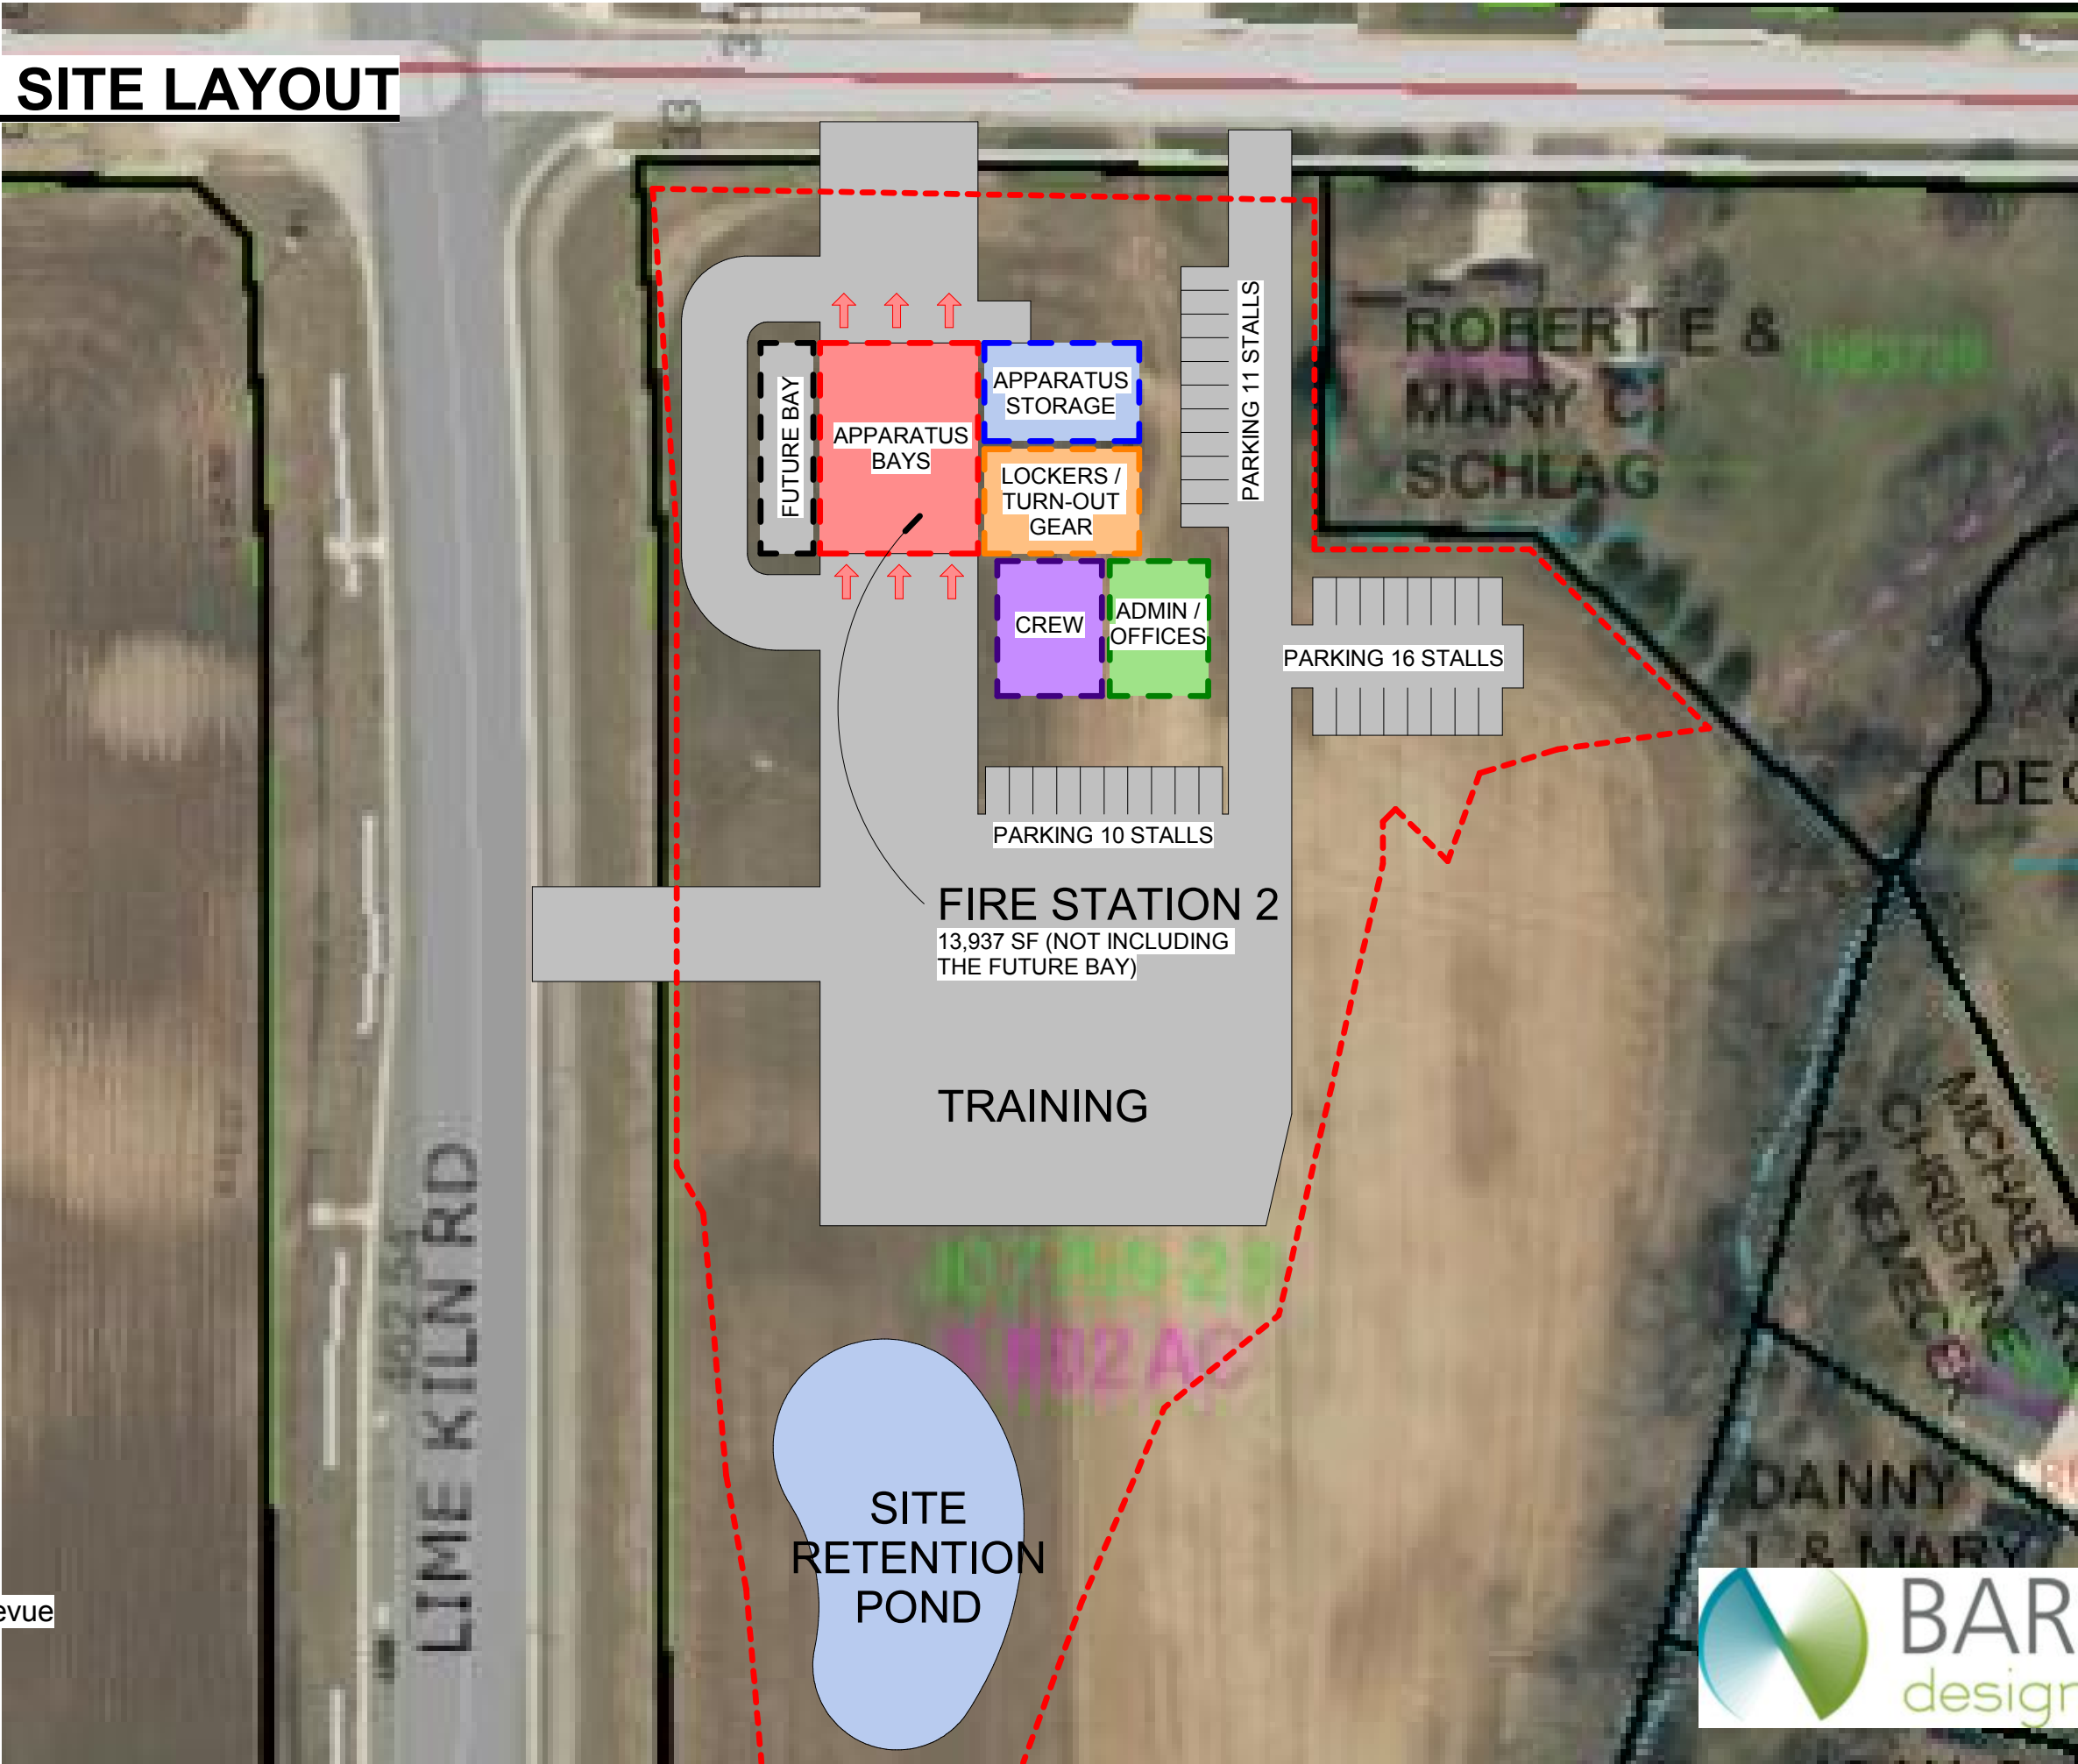 SITE LAYOUT
FUTURE BAY
APPARATUS
BAYS
APPARATUS
STORAGE
LOCKERS /
TURN-OUT
GEAR
CREW
ADMIN /
OFFICES
PARKING 11 STALLS
PARKING 16 STALLS
PARKING 10 STALLS
ROBERT E &
MARY C
SCHLAG
FIRE STATION 2
13,937 SF (NOT INCLUDING
THE FUTURE BAY)
TRAINING
LIME KILN RD
SITE
RETENTION
POND
DANNY
L & MARY
evue
BAR
design